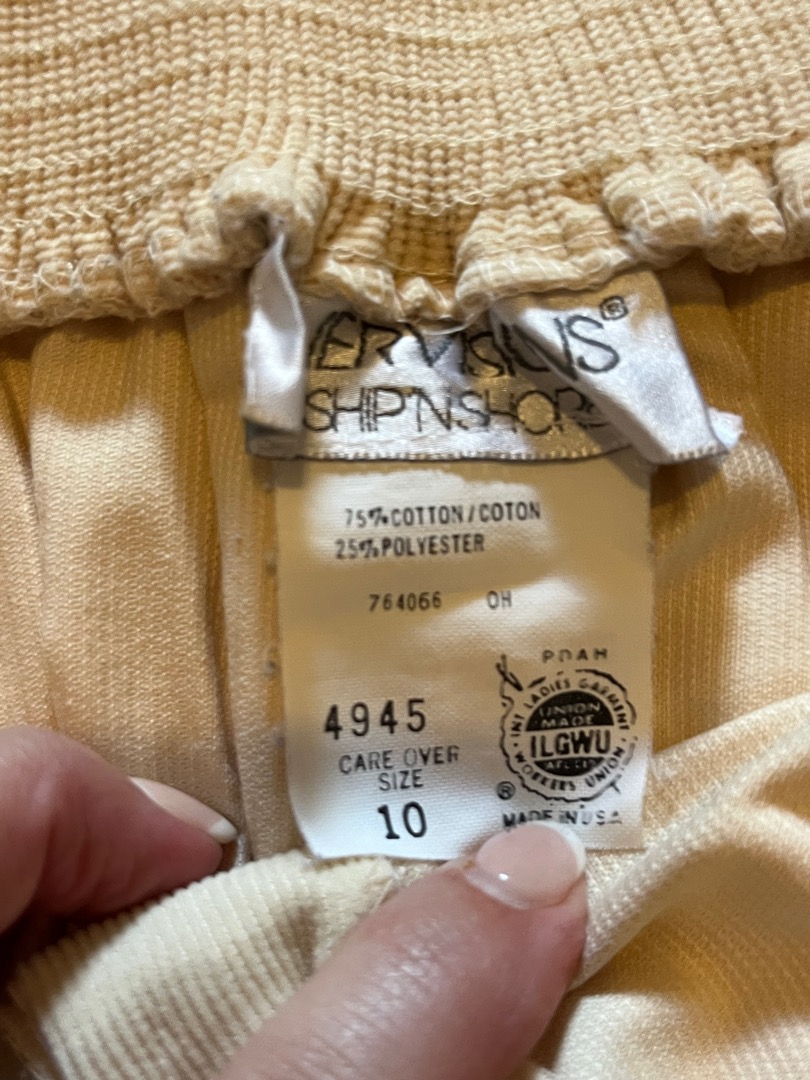 ERVISIONS®
SHIP'N SHORE
75% COTTON/COTON
25% POLYESTER
764066 OH
4945
CARE OVER
SIZE
10
PDAH
INT LADIES GARMENT
UNION
MADE
ILGWU
AFL CIO
WORKERS UNION
®
MADE IN USA